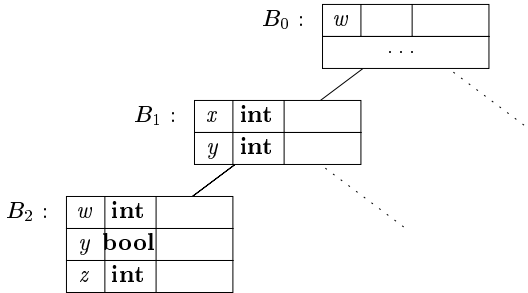 B₀ : w
. . .
B₁ : x int
y int
B₂ : w int
y bool
z int